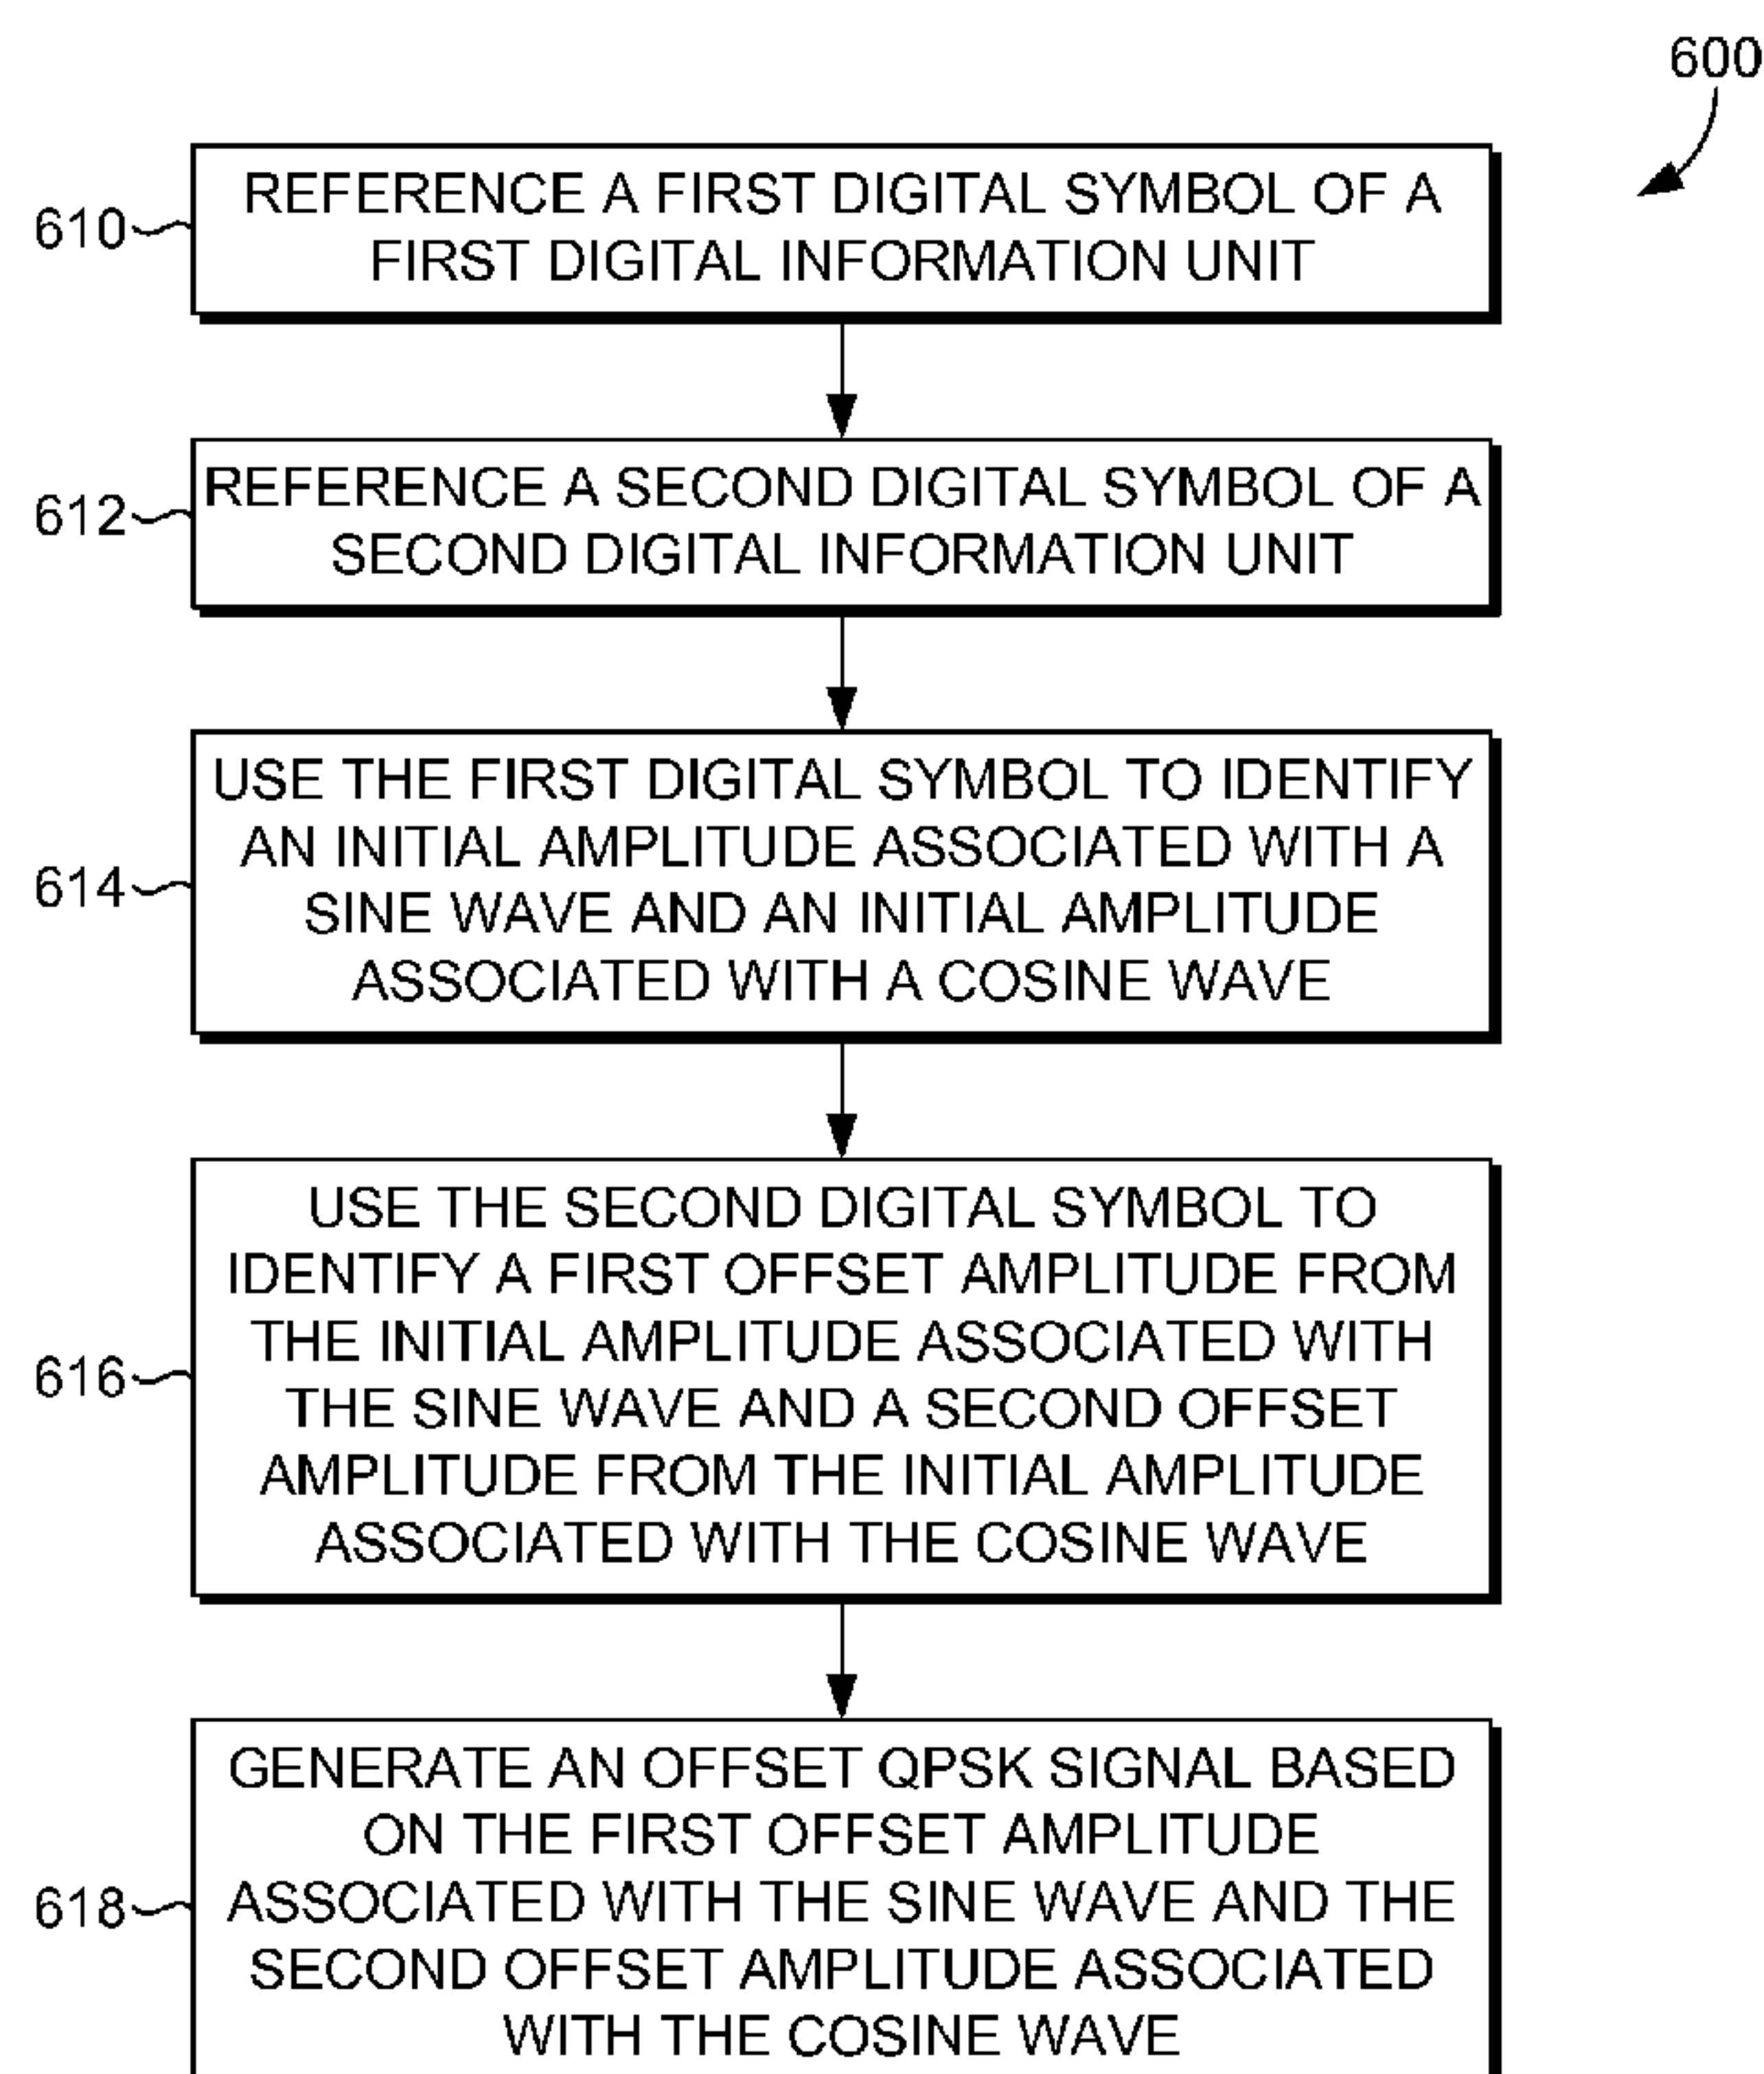 600
610
REFERENCE A FIRST DIGITAL SYMBOL OF A
FIRST DIGITAL INFORMATION UNIT
612
REFERENCE A SECOND DIGITAL SYMBOL OF A
SECOND DIGITAL INFORMATION UNIT
614
USE THE FIRST DIGITAL SYMBOL TO IDENTIFY
AN INITIAL AMPLITUDE ASSOCIATED WITH A
SINE WAVE AND AN INITIAL AMPLITUDE
ASSOCIATED WITH A COSINE WAVE
616
USE THE SECOND DIGITAL SYMBOL TO
IDENTIFY A FIRST OFFSET AMPLITUDE FROM
THE INITIAL AMPLITUDE ASSOCIATED WITH
THE SINE WAVE AND A SECOND OFFSET
AMPLITUDE FROM THE INITIAL AMPLITUDE
ASSOCIATED WITH THE COSINE WAVE
618
GENERATE AN OFFSET QPSK SIGNAL BASED
ON THE FIRST OFFSET AMPLITUDE
ASSOCIATED WITH THE SINE WAVE AND THE
SECOND OFFSET AMPLITUDE ASSOCIATED
WITH THE COSINE WAVE